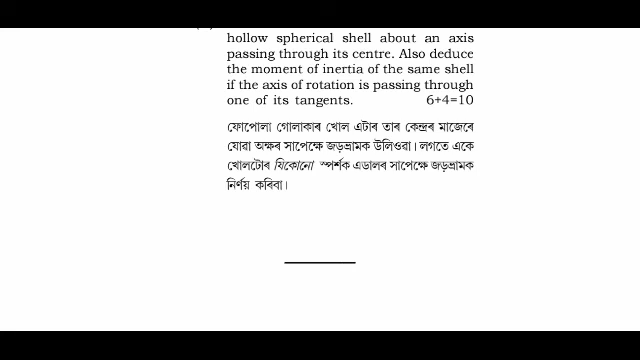 hollow spherical shell about an axis
passing through its centre. Also deduce
the moment of inertia of the same shell
if the axis of rotation is passing through
one of its tangents. 6+4=10
ফোপোলা গোলাকাৰ খোল এটাৰ তাৰ কেন্দ্ৰৰ মাজেৰে
যোৱা অক্ষৰ সাপেক্ষে জড়ভ্ৰামক উলিওৱা। লগতে একে
খোলটোৰ যিকোনো স্পৰ্শক এডালৰ সাপেক্ষে জড়ভ্ৰামক
নিৰ্ণয় কৰিবা।